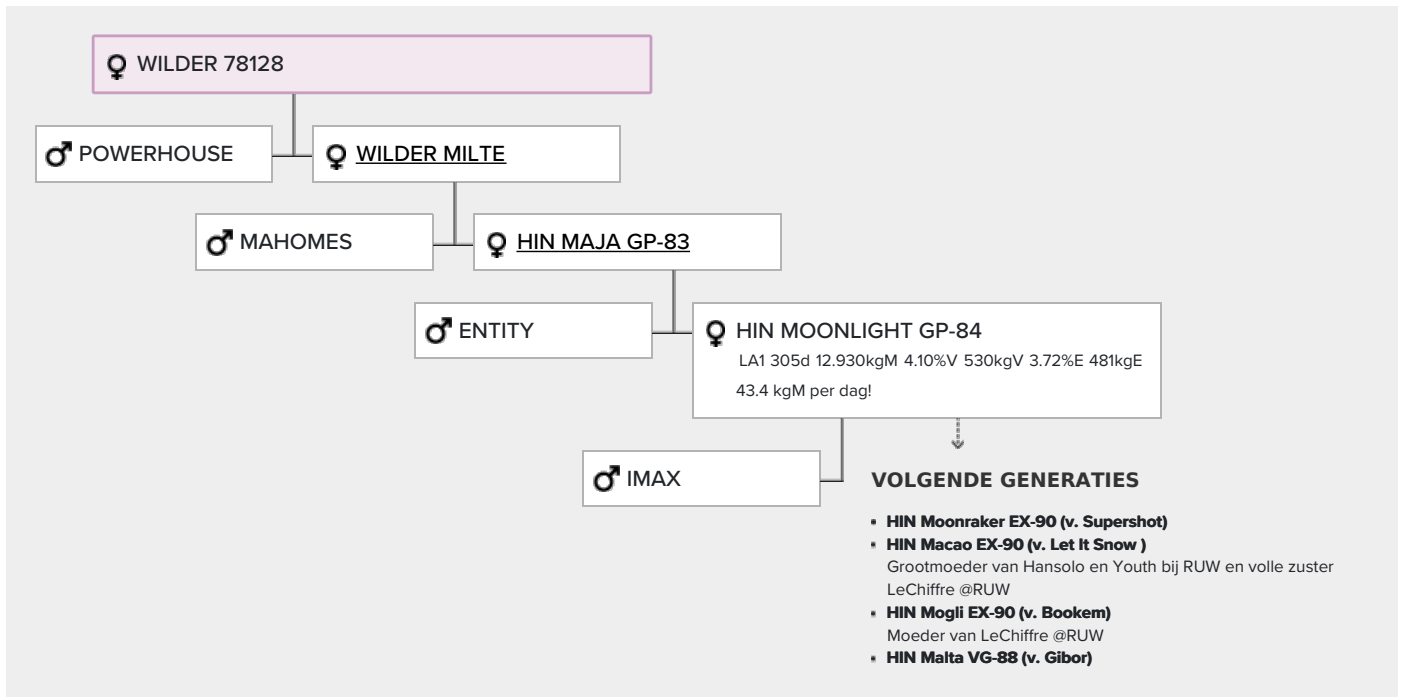 WILDER 78128
POWERHOUSE
WILDER MILTE
MAHOMES
HIN MAJA GP-83
ENTITY
HIN MOONLIGHT GP-84
LA1 305d 12.930kgM 4.10%V 530kgV 3.72%E 481kgE
43.4 kgM per dag!
IMAX
VOLGENDE GENERATIES
HIN Moonraker EX-90 (v. Supershot)
HIN Macao EX-90 (v. Let It Snow )
Grootmoeder van Hansolo en Youth bij RUW en volle zuster
LeChiffre @RUW
HIN Mogli EX-90 (v. Bookem)
Moeder van LeChiffre @RUW
HIN Malta VG-88 (v. Gibor)